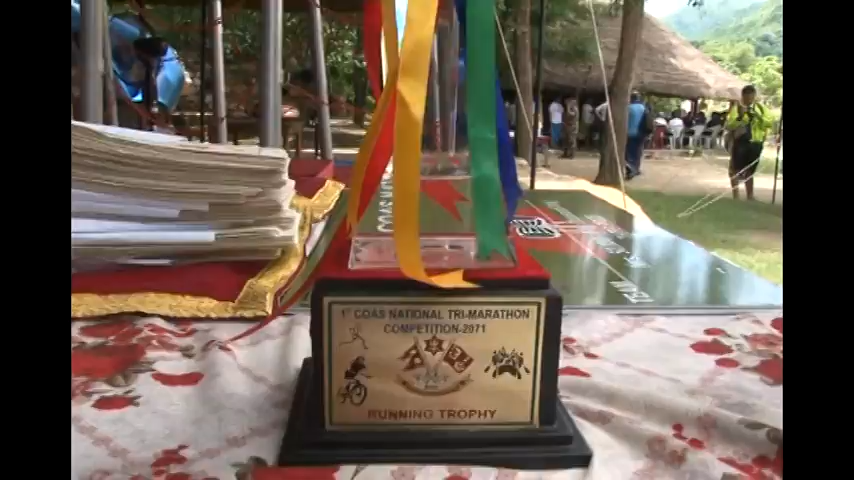 1st COAS NATIONAL TRI-MARATHON
COMPETITION-2071
RUNNING TROPHY